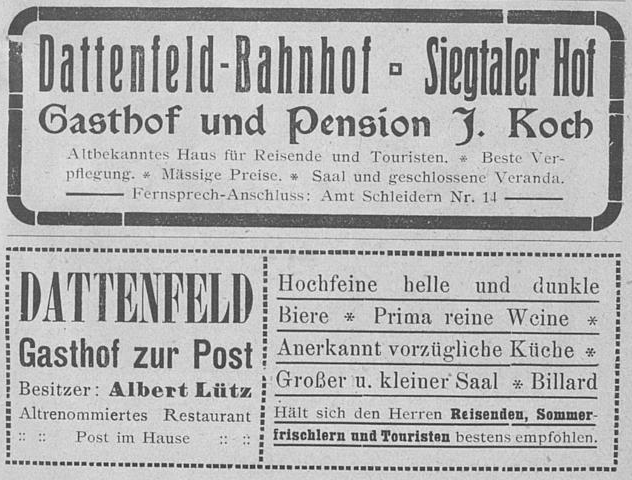 Dattenfeld-Bahnhof ▫ Siegtaler Hof
Gasthof und Pension J. Koch
Altbekanntes Haus für Reisende und Touristen. * Beste Ver-
pflegung. * Mässige Preise. * Saal und geschlossene Veranda.
Fernsprech-Anschluss: Amt Schleidern Nr. 14
DATTENFELD
Gasthof zur Post
Besitzer: Albert Lütz
Altrenommiertes Restaurant
:: :: Post im Hause :: ::
Hochfeine helle und dunkle
Biere * Prima reine Weine *
Anerkannt vorzügliche Küche *
Großer u. kleiner Saal * Billard
Hält sich den Herren Reisenden, Sommer-
frischlern und Touristen bestens empfohlen.